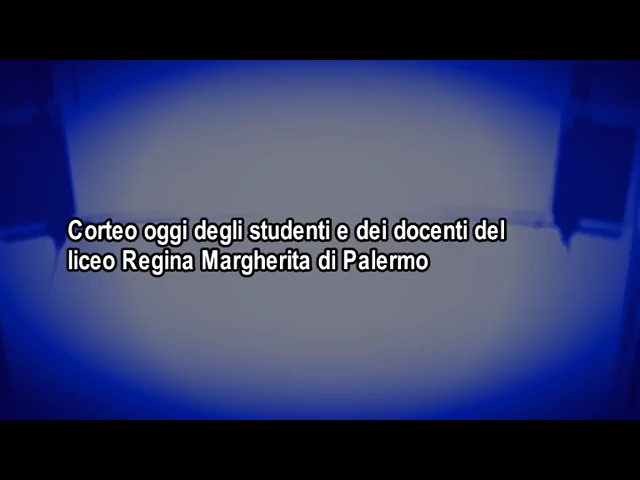 Corteo oggi degli studenti e dei docenti del
liceo Regina Margherita di Palermo